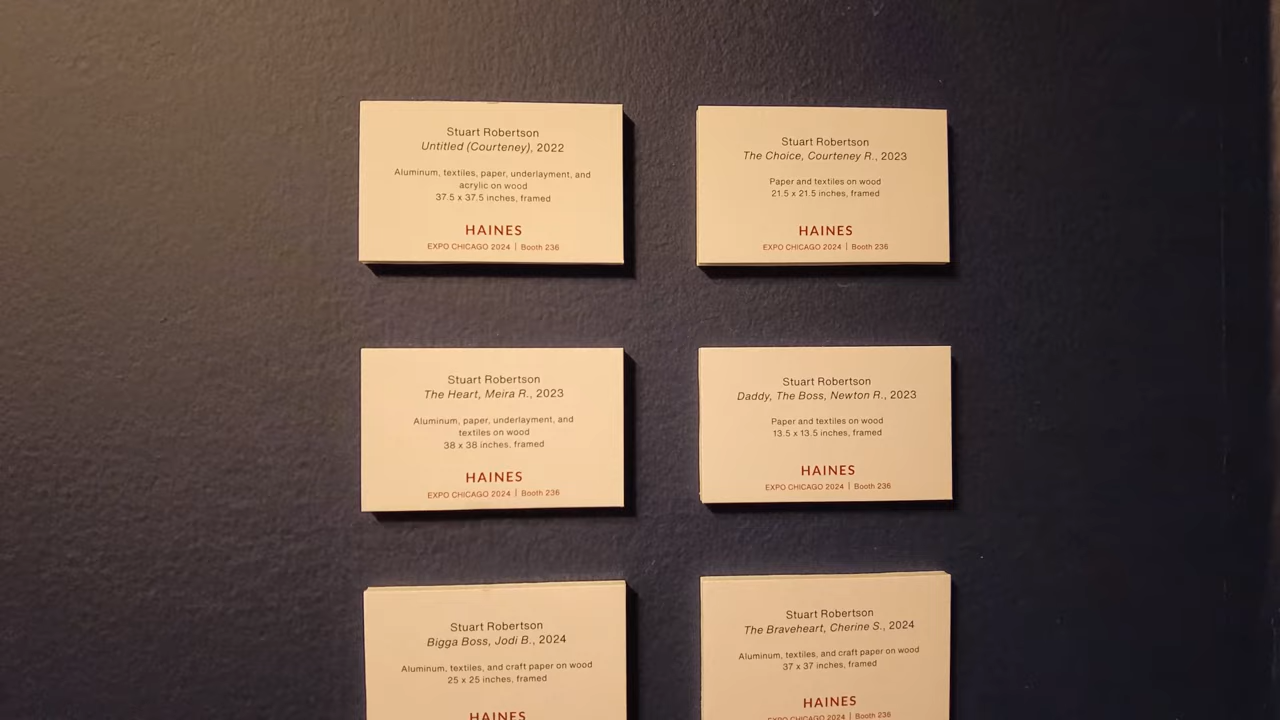 Stuart Robertson
Untitled (Courteney), 2022
Aluminum, textiles, paper, underlayment, and
acrylic on wood
37.5 x 37.5 inches, framed
HAINES
EXPO CHICAGO 2024 | Booth 236
Stuart Robertson
The Choice, Courteney R., 2023
Paper and textiles on wood
21.5 x 21.5 inches, framed
HAINES
EXPO CHICAGO 2024 | Booth 236
Stuart Robertson
The Heart, Meira R., 2023
Aluminum, paper, underlayment, and
textiles on wood
38 x 38 inches, framed
HAINES
EXPO CHICAGO 2024 | Booth 236
Stuart Robertson
Daddy, The Boss, Newton R., 2023
Paper and textiles on wood
13.5 x 13.5 inches, framed
HAINES
EXPO CHICAGO 2024 | Booth 236
Stuart Robertson
Bigga Boss, Jodi B., 2024
Aluminum, textiles, and craft paper on wood
25 x 25 inches, framed
HAINES
Stuart Robertson
The Braveheart, Cherine S., 2024
Aluminum, textiles, and craft paper on wood
37 x 37 inches, framed
HAINES
EXPO CHICAGO 2024 | Booth 236